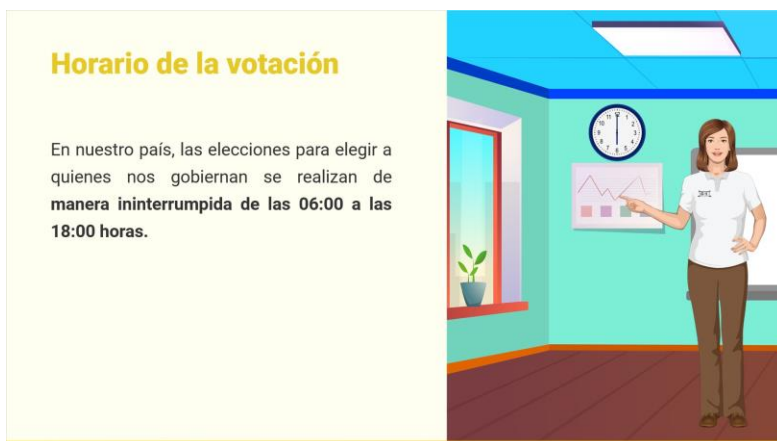 Horario de la votación
En nuestro país, las elecciones para elegir a
quienes nos gobiernan se realizan de
manera ininterrumpida de las 06:00 a las
18:00 horas.